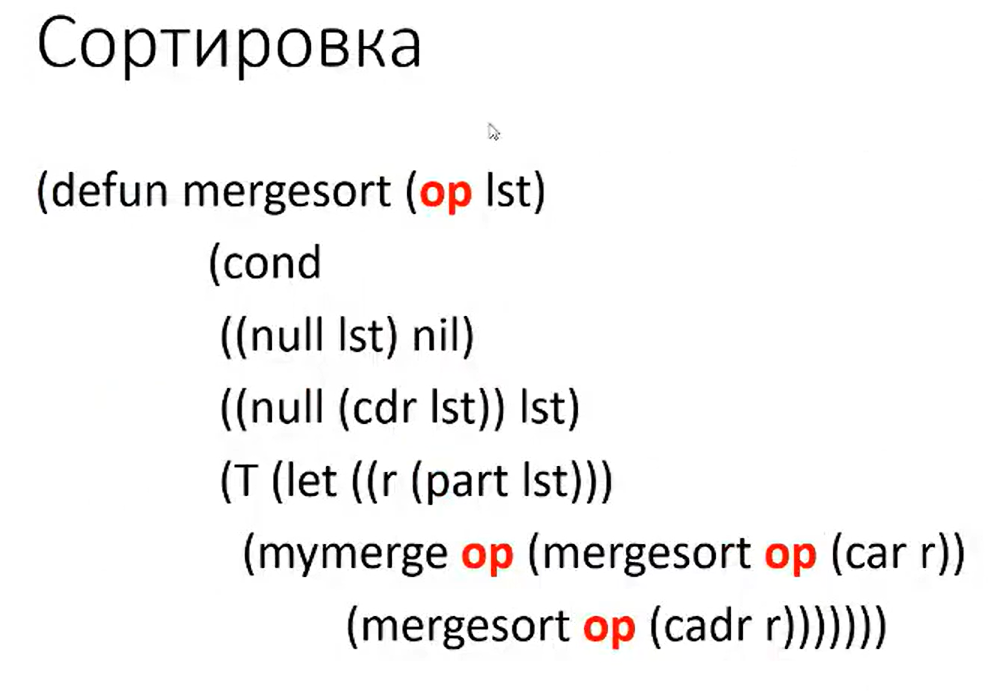 Сортировка
(defun mergesort (op lst)
(cond
((null lst) nil)
((null (cdr lst)) lst)
(T (let ((r (part lst)))
(mymerge op (mergesort op (car r))
(mergesort op (cadr r)))))))